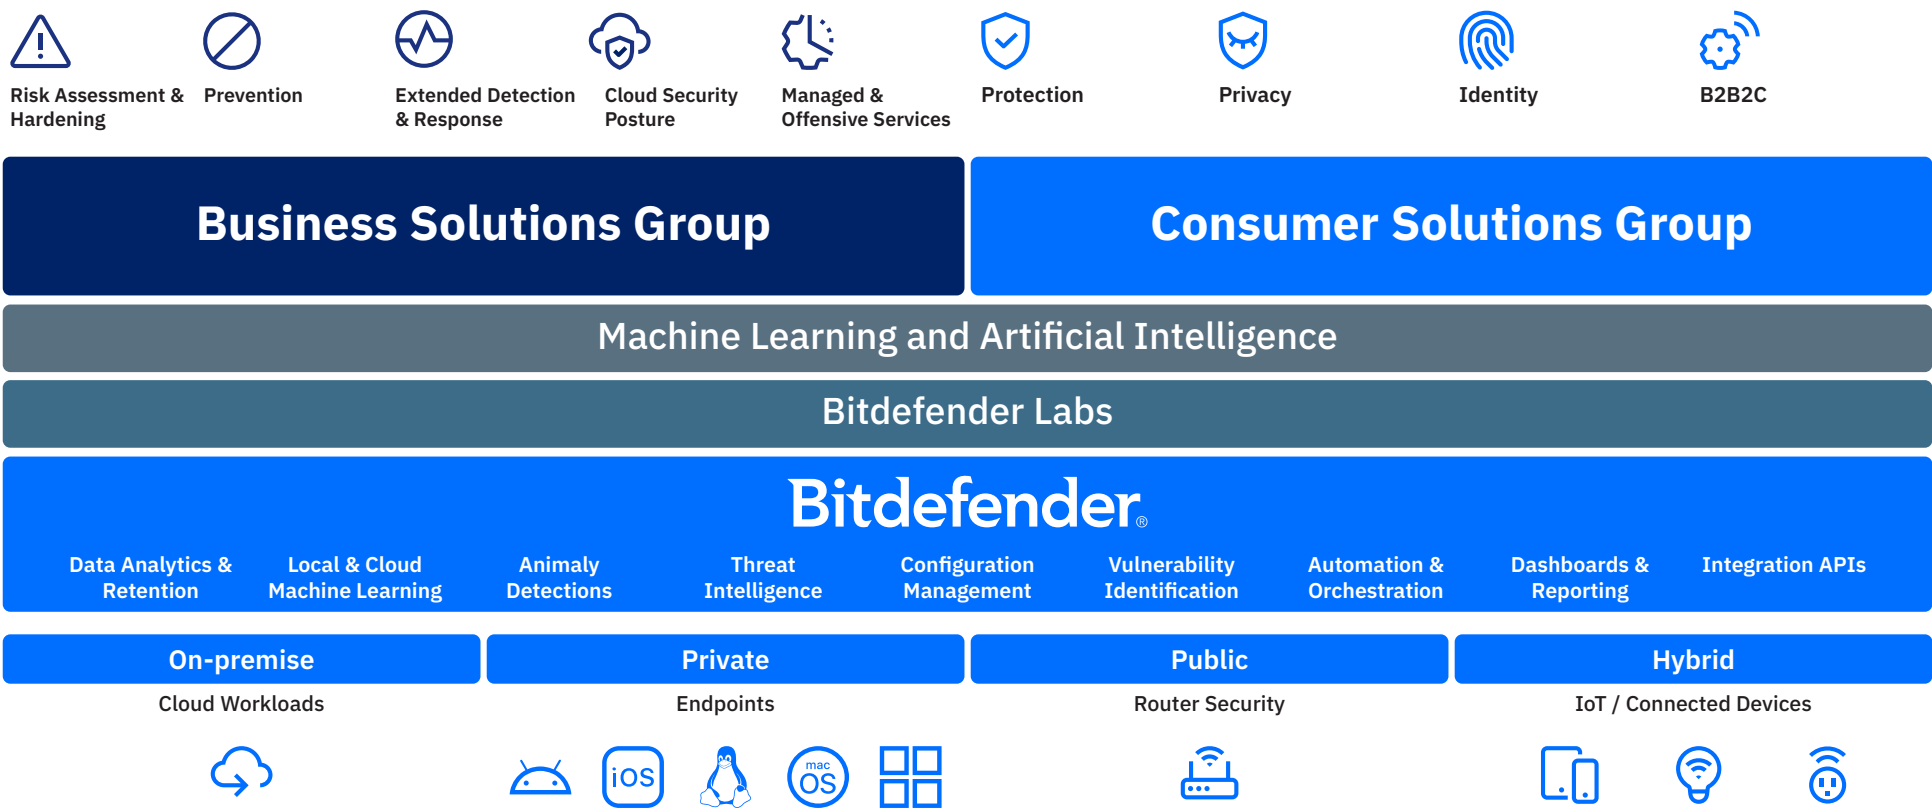 Risk Assessment &
Hardening
Prevention
Extended Detection
& Response
Cloud Security
Posture
Managed &
Offensive Services
Protection
Privacy
Identity
B2B2C
Business Solutions Group
Consumer Solutions Group
Machine Learning and Artificial Intelligence
Bitdefender Labs
Bitdefender®
Data Analytics &
Retention
Local & Cloud
Machine Learning
Animaly
Detections
Threat
Intelligence
Configuration
Management
Vulnerability
Identification
Automation &
Orchestration
Dashboards &
Reporting
Integration APIs
On-premise
Private
Public
Hybrid
Cloud Workloads
Endpoints
Router Security
IoT / Connected Devices
iOS
mac
OS